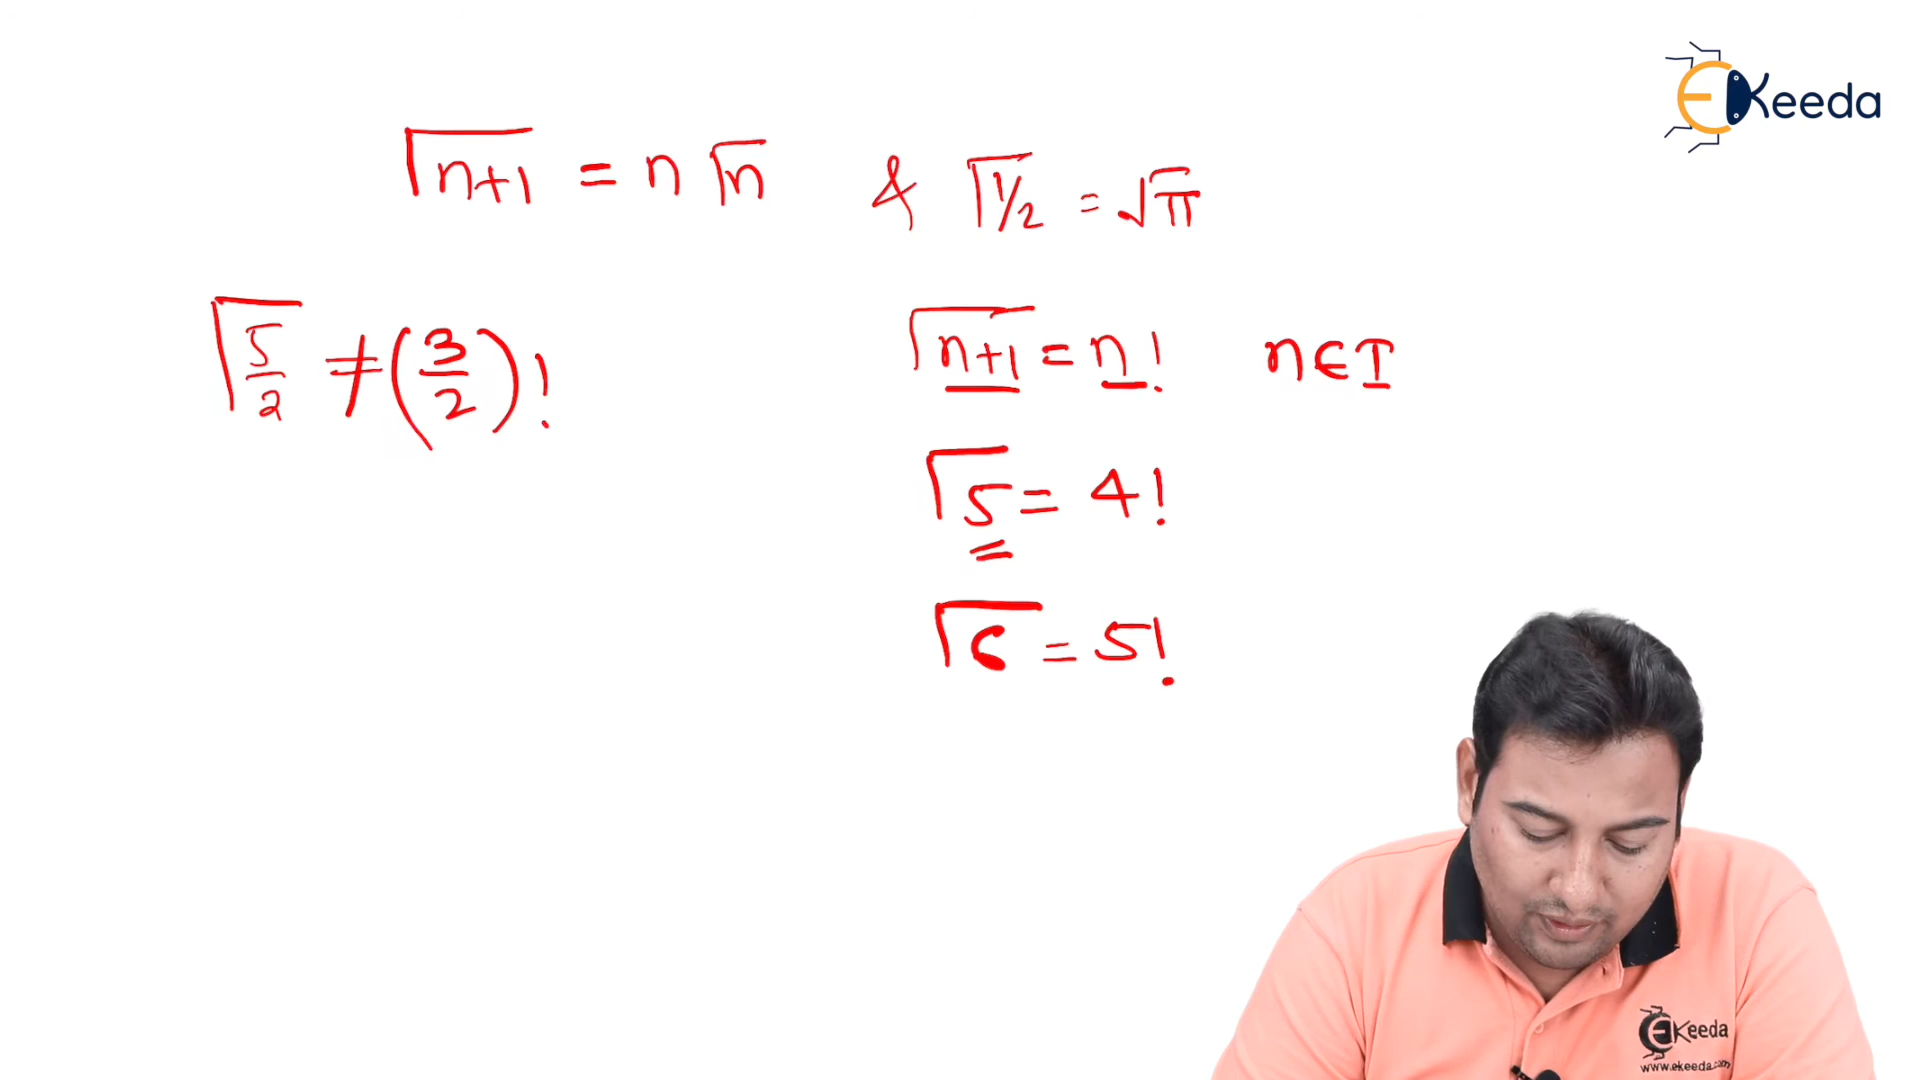 EKeeda
Γn+1 = n Γn & Γ1/2 = √π
Γ5/2 ≠ (3/2)!
Γn+1 = n! n∈I
Γ5 = 4!
Γ6 = 5!
EKeeda
www.ekeeda.com